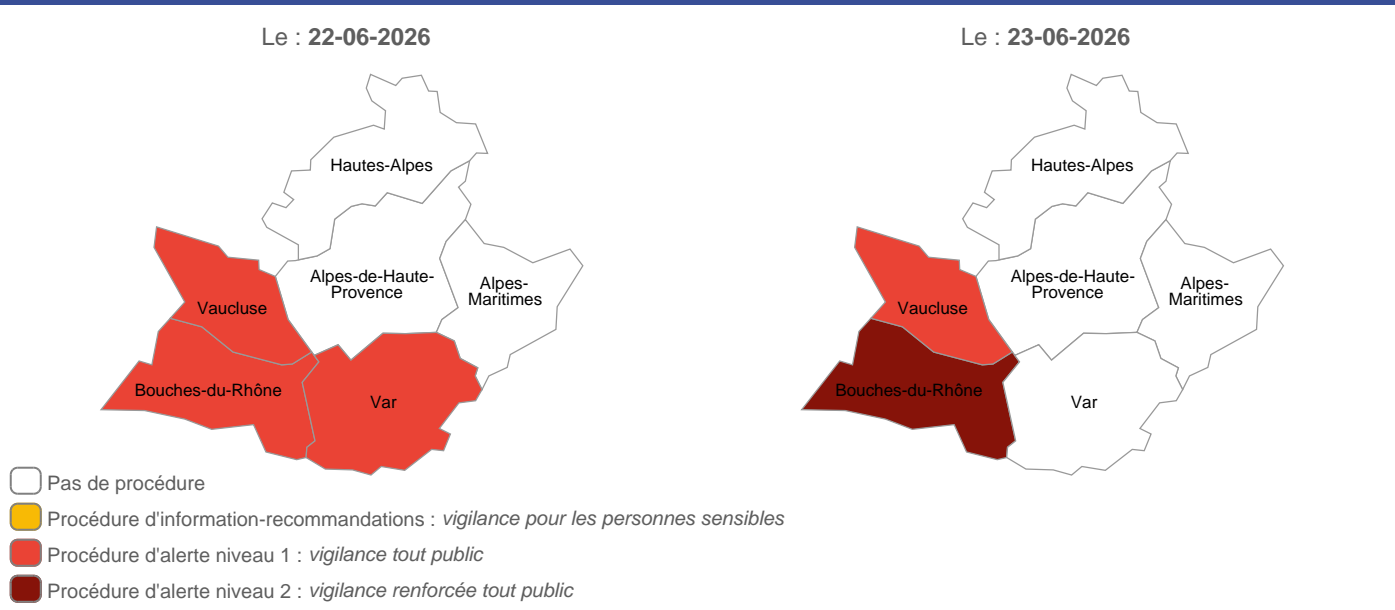 Le : 22-06-2026
Hautes-Alpes
Alpes-de-Haute-
Provence
Alpes-
Maritimes
Vaucluse
Bouches-du-Rhône
Var
Le : 23-06-2026
Hautes-Alpes
Alpes-de-Haute-
Provence
Alpes-
Maritimes
Vaucluse
Bouches-du-Rhône
Var
Pas de procédure
Procédure d'information-recommandations : vigilance pour les personnes sensibles
Procédure d'alerte niveau 1 : vigilance tout public
Procédure d'alerte niveau 2 : vigilance renforcée tout public